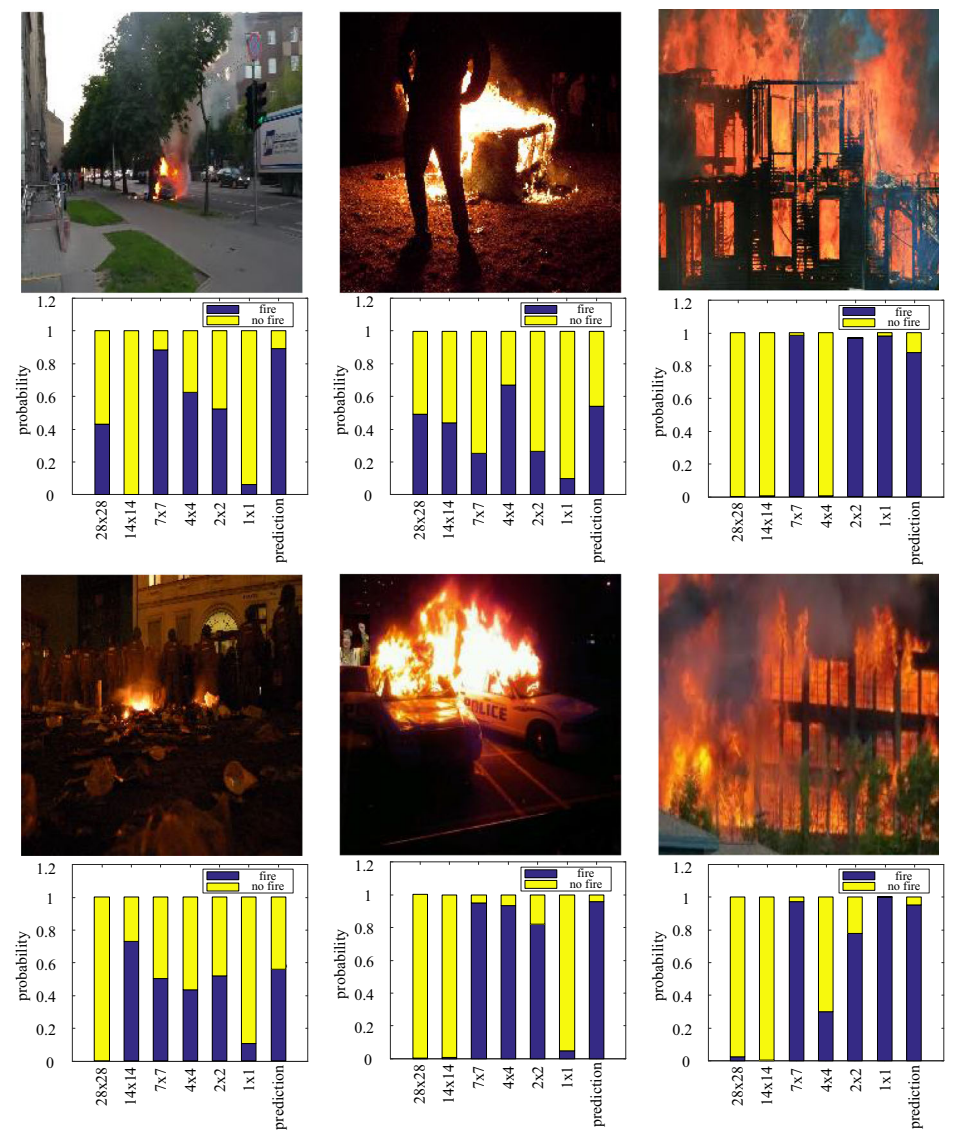 1.2
1
0.8
0.6
0.4
0.2
0
probability
fire
no fire
28x28
14x14
7x7
4x4
2x2
1x1
prediction
1.2
1
0.8
0.6
0.4
0.2
0
probability
fire
no fire
28x28
14x14
7x7
4x4
2x2
1x1
prediction
1.2
1
0.8
0.6
0.4
0.2
0
probability
fire
no fire
28x28
14x14
7x7
4x4
2x2
1x1
prediction
POLICE
1.2
1
0.8
0.6
0.4
0.2
0
probability
fire
no fire
28x28
14x14
7x7
4x4
2x2
1x1
prediction
1.2
1
0.8
0.6
0.4
0.2
0
probability
fire
no fire
28x28
14x14
7x7
4x4
2x2
1x1
prediction
1.2
1
0.8
0.6
0.4
0.2
0
probability
fire
no fire
28x28
14x14
7x7
4x4
2x2
1x1
prediction